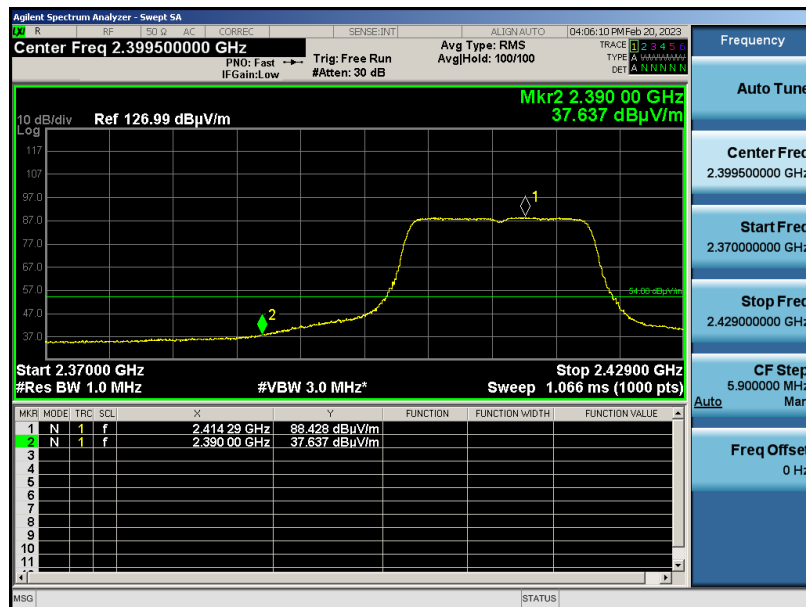 Agilent Spectrum Analyzer - Swept SA
LXI R RF 50 Ω AC CORREC SENSE:INT ALIGN AUTO 04:06:10 PM Feb 20, 2023
Center Freq 2.399500000 GHz
PNO: Fast
IFGain:Low
Trig: Free Run
#Atten: 30 dB
Avg Type: RMS
Avg|Hold: 100/100
TRACE 1 2 3 4 5 6
TYPE A WWWWW
DET A N N N N N
Mkr2 2.390 00 GHz
37.637 dBµV/m
10 dB/div
Log
Ref 126.99 dBµV/m
117
107
97.0
87.0
77.0
67.0
57.0
47.0
37.0
1
2
54.00 dBµV/m
Start 2.37000 GHz Stop 2.42900 GHz
#Res BW 1.0 MHz #VBW 3.0 MHz* Sweep 1.066 ms (1000 pts)
MKR MODE TRC SCL X Y FUNCTION FUNCTION WIDTH FUNCTION VALUE
1 N 1 f 2.414 29 GHz 88.428 dBµV/m
2 N 1 f 2.390 00 GHz 37.637 dBµV/m
3
4
5
6
7
8
9
10
11
MSG STATUS
Frequency
Auto Tune
Center Freq
2.399500000 GHz
Start Freq
2.370000000 GHz
Stop Freq
2.429000000 GHz
CF Step
5.900000 MHz
Auto Man
Freq Offset
0 Hz